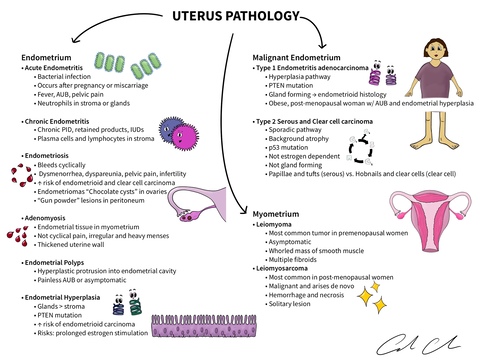 UTERUS PATHOLOGY
Endometrium
• Acute Endometritis
• Bacterial infection
• Occurs after pregnancy or miscarriage
• Fever, AUB, pelvic pain
• Neutrophils in stroma or glands
• Chronic Endometritis
• Chronic PID, retained products, IUDs
• Plasma cells and lymphocytes in stroma
• Endometriosis
• Bleeds cyclically
• Dysmenorrhea, dyspareunia, pelvic pain, infertility
• ↑ risk of endometrioid and clear cell carcinoma
• Endometriomas "Chocolate cysts" in ovaries
• "Gun powder" lesions in peritoneum
• Adenomyosis
• Endometrial tissue in myometrium
• Not cyclical pain, irregular and heavy menses
• Thickened uterine wall
• Endometrial Polyps
• Hyperplastic protrusion into endometrial cavity
• Painless AUB or asymptomatic
• Endometrial Hyperplasia
• Glands > stroma
• PTEN mutation
• ↑ risk of endometrioid carcinoma
• Risks: prolonged estrogen stimulation
Malignant Endometrium
• Type 1 Endometritis adenocarcinoma
• Hyperplasia pathway
• PTEN mutation
• Gland forming → endometrioid histology
• Obese, post-menopausal woman w/ AUB and endometrial hyperplasia
• Type 2 Serous and Clear cell carcinoma
• Sporadic pathway
• Background atrophy
• p53 mutation
• Not estrogen dependent
• Not gland forming
• Papillae and tufts (serous) vs. Hobnails and clear cells (clear cell)
Myometrium
• Leiomyoma
• Most common tumor in premenopausal women
• Asymptomatic
• Whorled mass of smooth muscle
• Multiple fibroids
• Leiomyosarcoma
• Most common in post-menopausal women
• Malignant and arises de novo
• Hemorrhage and necrosis
• Solitary lesion